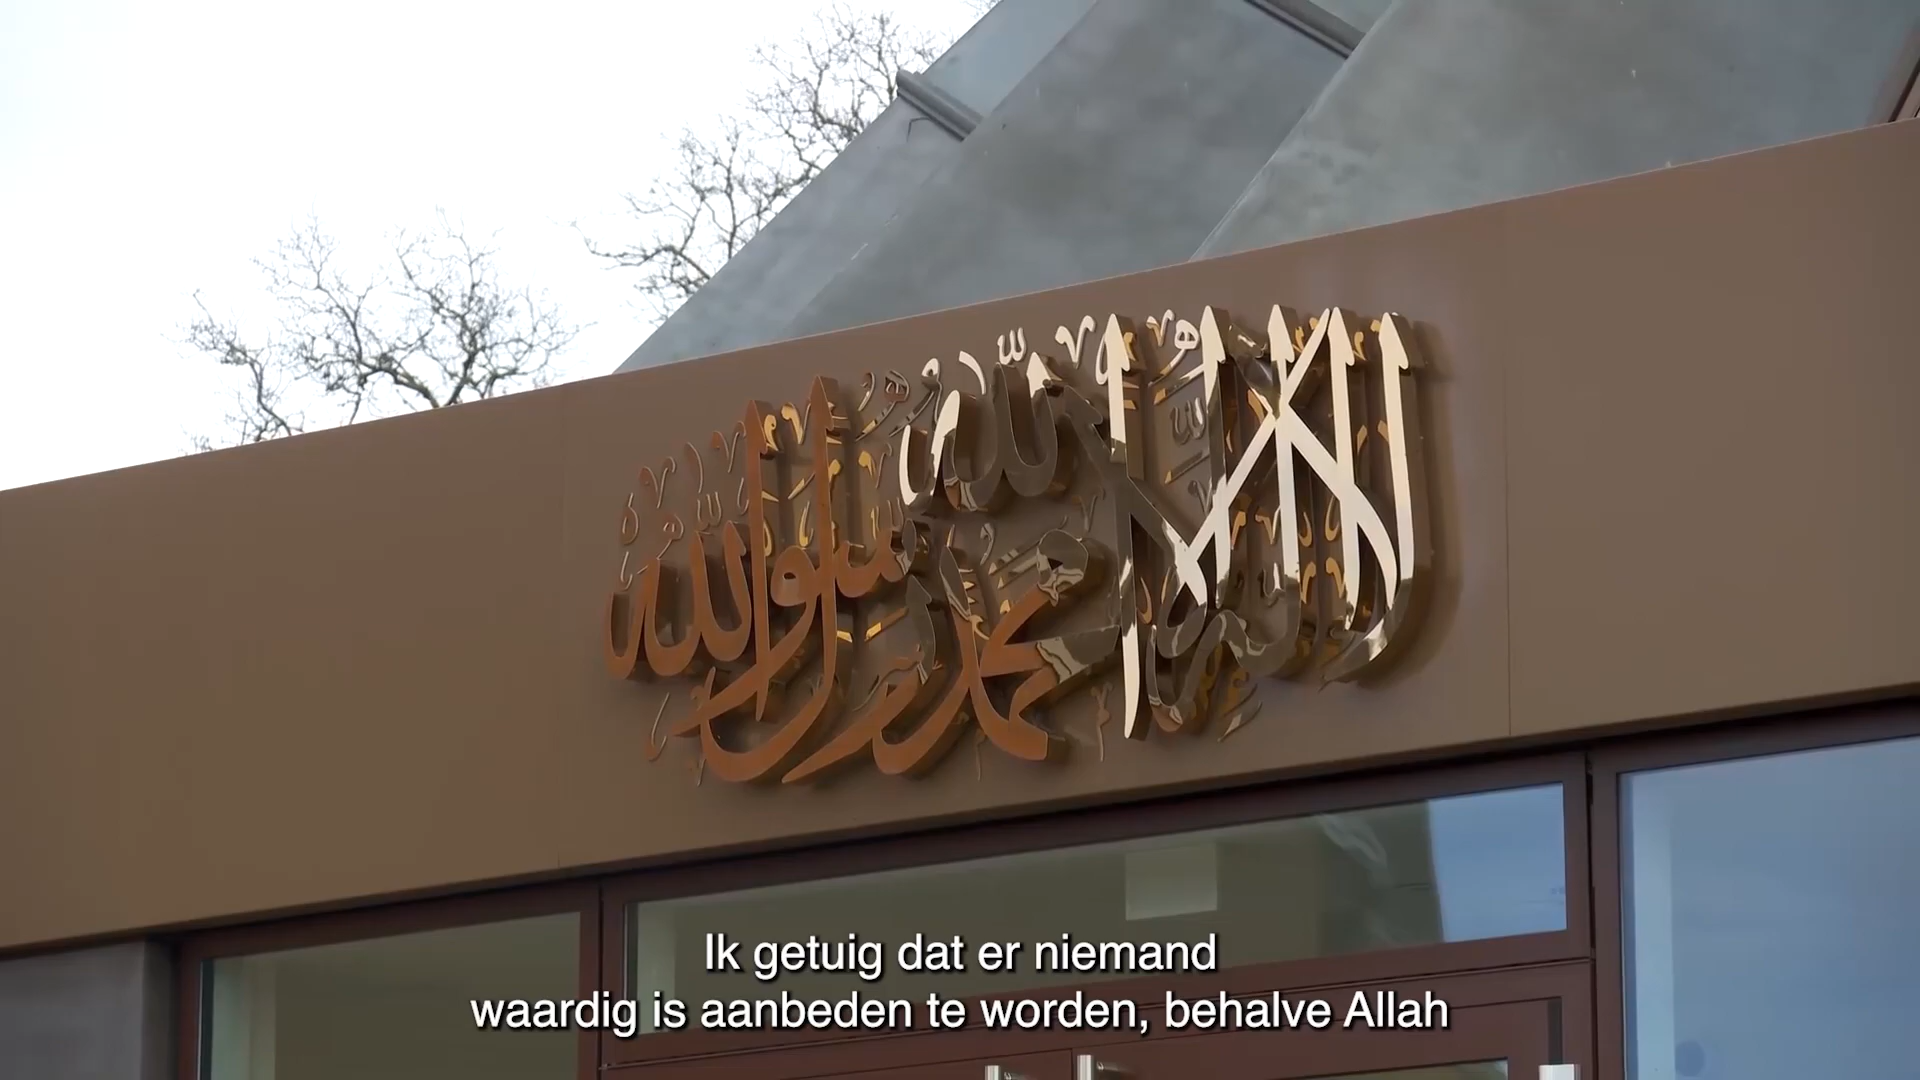 لا إله إلا الله محمد رسول الله
Ik getuig dat er niemand
waardig is aanbeden te worden, behalve Allah